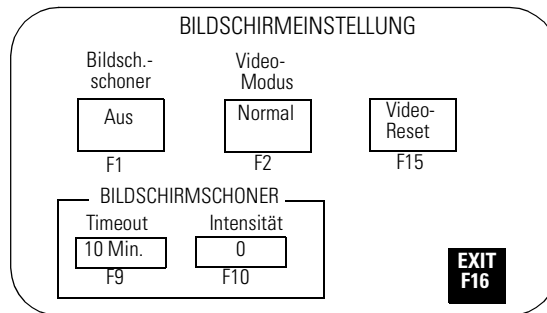 BILDSCHIRMEINSTELLUNG
Bildsch.-
schoner
Aus
F1
Video-
Modus
Normal
F2
Video-
Reset
F15
BILDSCHIRMSCHONER
Timeout
10 Min.
F9
Intensität
0
F10
EXIT
F16